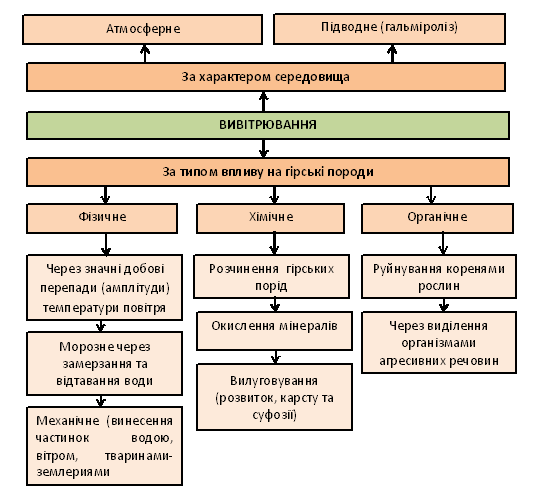 Атмосферне
Підводне (гальміроліз)
За характером середовища
ВИВІТРЮВАННЯ
За типом впливу на гірські породи
Фізичне
Хімічне
Органічне
Через значні добові
перепади (амплітуди)
температури повітря
Морозне через
замерзання та
відтавання води
Механічне (винесення
частинок водою,
вітром, тваринами-
землериями
Розчинення гірських
порід
Окислення мінералів
Вилуговування
(розвиток, карсту та
суфозії)
Руйнування коренями
рослин
Через виділення
організмами
агресивних речовин